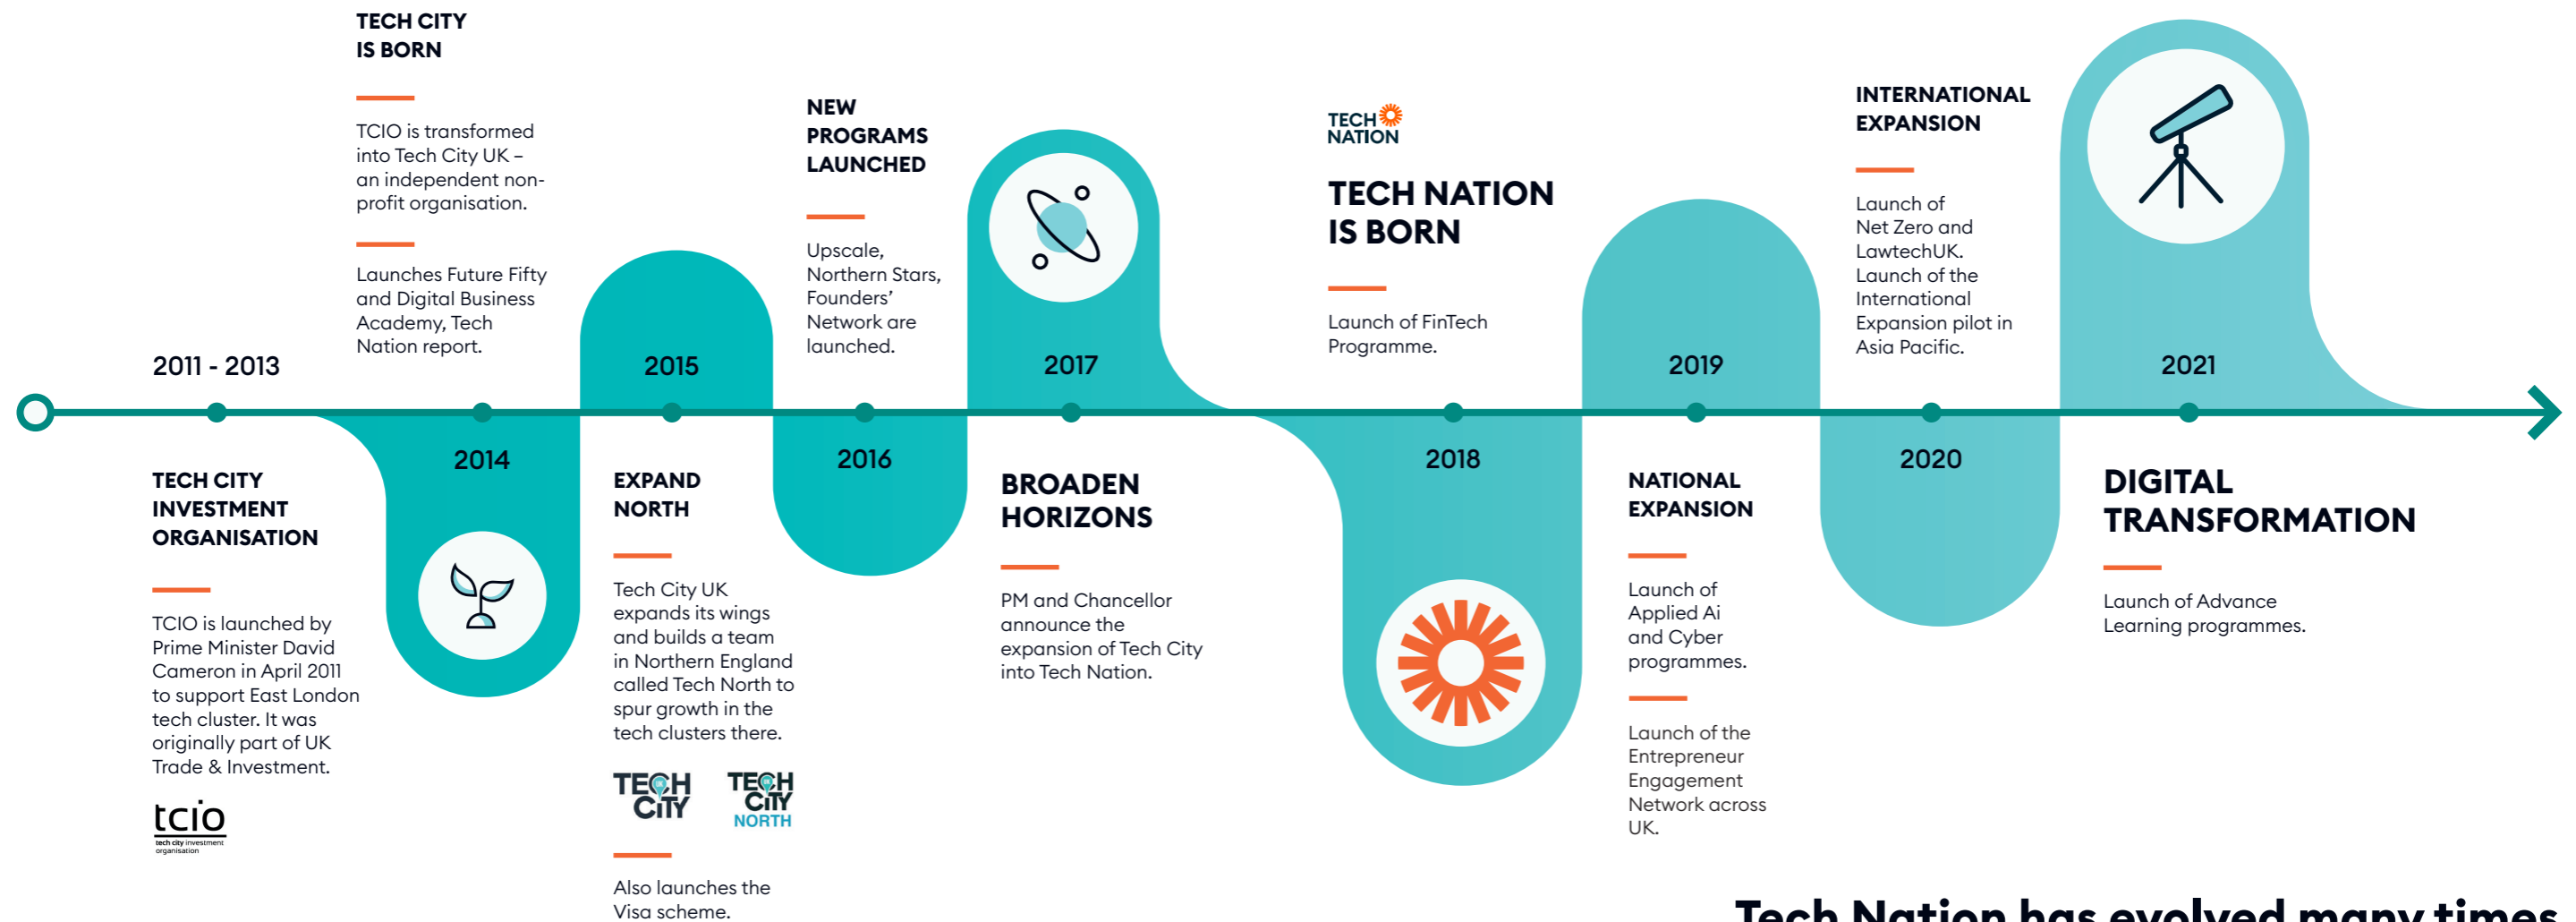 2011 - 2013
TECH CITY
INVESTMENT
ORGANISATION
TCIO is launched by
Prime Minister David
Cameron in April 2011
to support East London
tech cluster. It was
originally part of UK
Trade & Investment.
tcio
tech city investment
organisation
TECH CITY
IS BORN
TCIO is transformed
into Tech City UK –
an independent non-
profit organisation.
Launches Future Fifty
and Digital Business
Academy, Tech
Nation report.
2014
2015
EXPAND
NORTH
Tech City UK
expands its wings
and builds a team
in Northern England
called Tech North to
spur growth in the
tech clusters there.
TECH
CITY
TECH
CITY
NORTH
Also launches the
Visa scheme.
NEW
PROGRAMS
LAUNCHED
Upscale,
Northern Stars,
Founders’
Network are
launched.
2016
2017
BROADEN
HORIZONS
PM and Chancellor
announce the
expansion of Tech City
into Tech Nation.
TECH
NATION
TECH NATION
IS BORN
Launch of FinTech
Programme.
2018
2019
NATIONAL
EXPANSION
Launch of
Applied Ai
and Cyber
programmes.
Launch of the
Entrepreneur
Engagement
Network across
UK.
INTERNATIONAL
EXPANSION
Launch of
Net Zero and
LawtechUK.
Launch of the
International
Expansion pilot in
Asia Pacific.
2020
2021
DIGITAL
TRANSFORMATION
Launch of Advance
Learning programmes.
Tech Nation has evolved many times